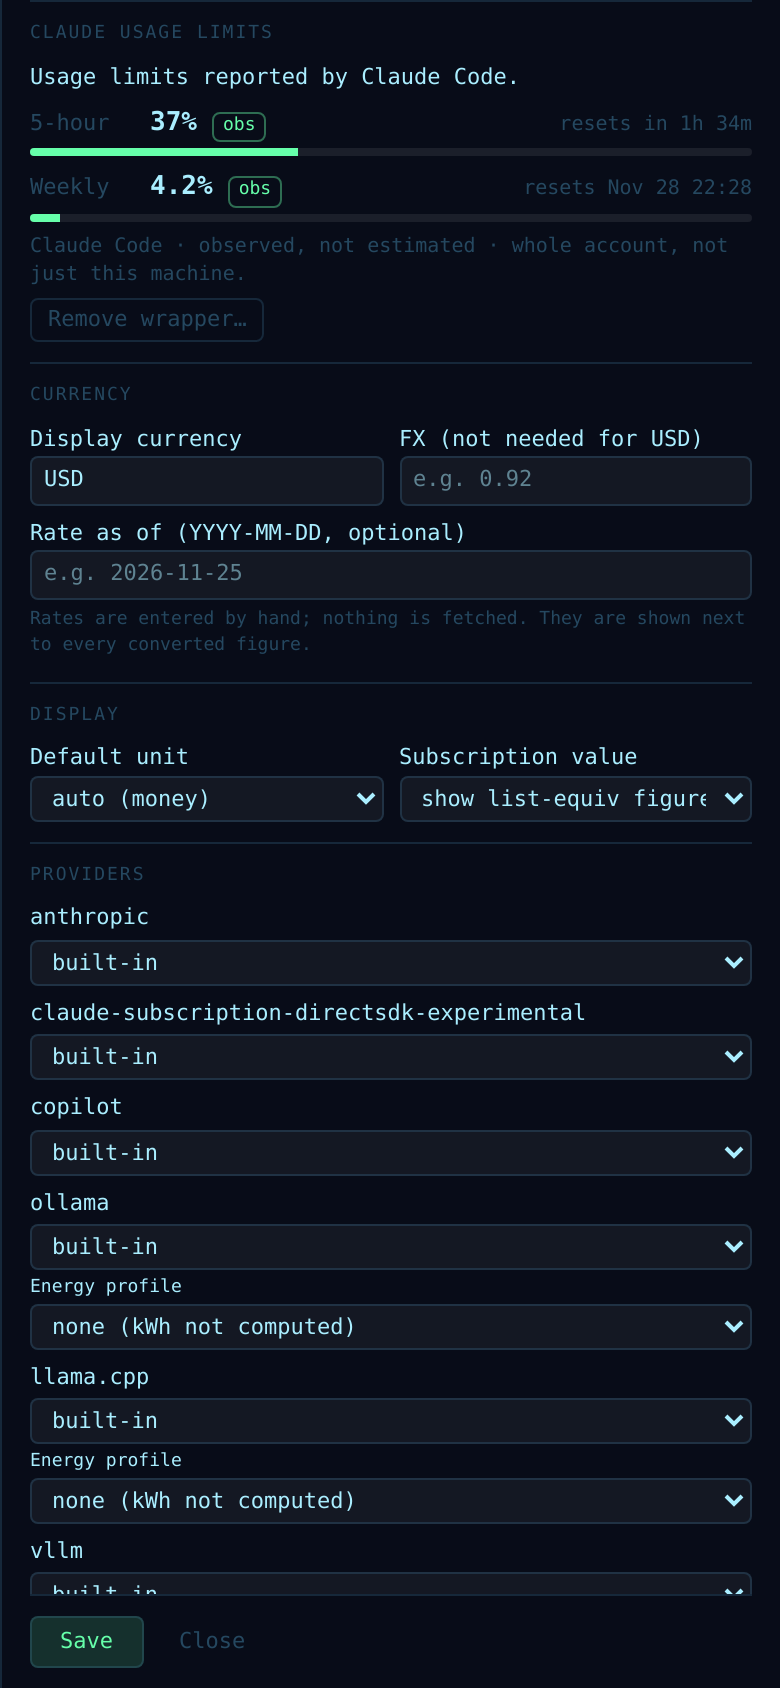 CLAUDE USAGE LIMITS
Usage limits reported by Claude Code.
5-hour 37% obs resets in 1h 34m
Weekly 4.2% obs resets Nov 28 22:28
Claude Code · observed, not estimated · whole account, not
just this machine.
Remove wrapper…
CURRENCY
Display currency FX (not needed for USD)
USD e.g. 0.92
Rate as of (YYYY-MM-DD, optional)
e.g. 2026-11-25
Rates are entered by hand; nothing is fetched. They are shown next
to every converted figure.
DISPLAY
Default unit Subscription value
auto (money) show list-equiv figure
PROVIDERS
anthropic
built-in
claude-subscription-directsdk-experimental
built-in
copilot
built-in
ollama
built-in
Energy profile
none (kWh not computed)
llama.cpp
built-in
Energy profile
none (kWh not computed)
vllm
built-in
Save Close